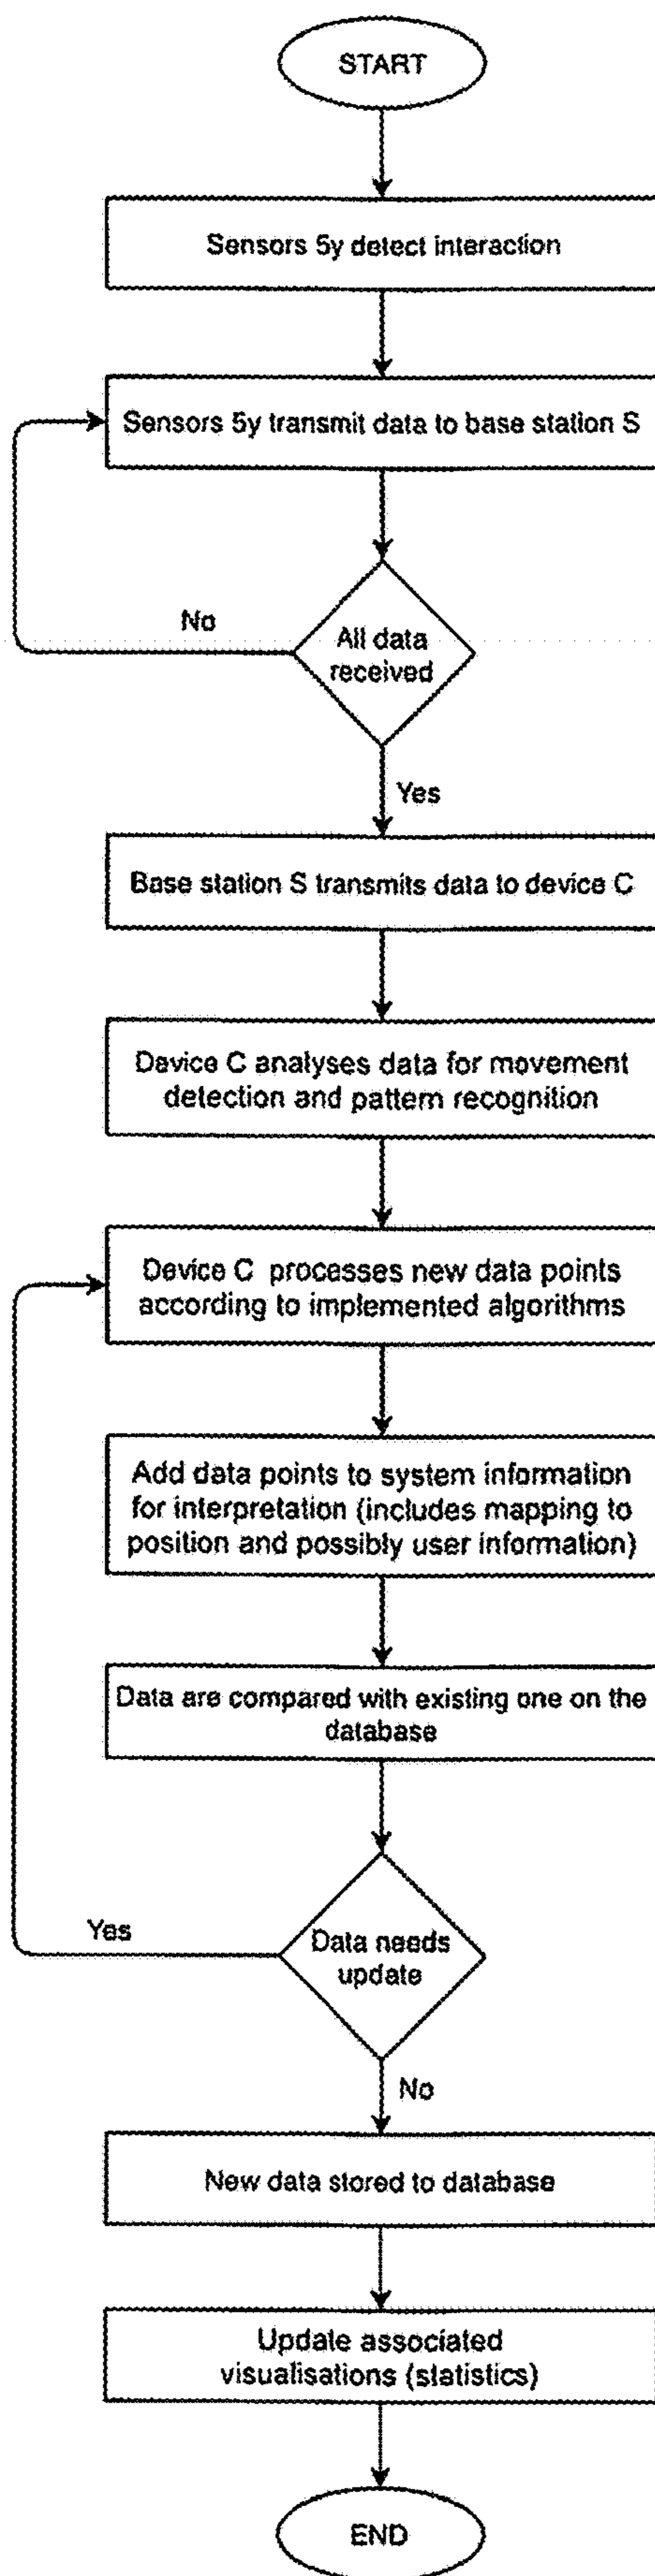 START
Sensors 5y detect interaction
Sensors 5y transmit data to base station S
No
All data
received
Yes
Base station S transmits data to device C
Device C analyses data for movement
detection and pattern recognition
Device C processes new data points
according to implemented algorithms
Add data points to system information
for interpretation (includes mapping to
position and possibly user information)
Data are compared with existing one on the
database
Yes
Data needs
update
No
New data stored to database
Update associated
visualisations (statistics)
END